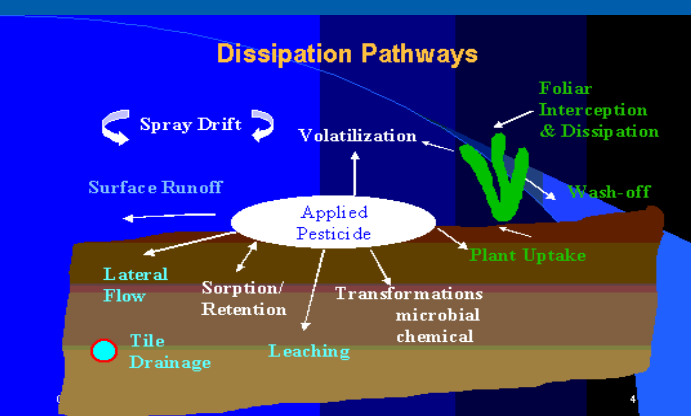 Dissipation Pathways
Foliar
Interception
& Dissipation
Spray Drift
Volatilization
Surface Runoff
Wash-off
Applied
Pesticide
Plant Uptake
Lateral
Flow
Sorption/
Retention
Transformations
microbial
chemical
Tile
Drainage
Leaching
4